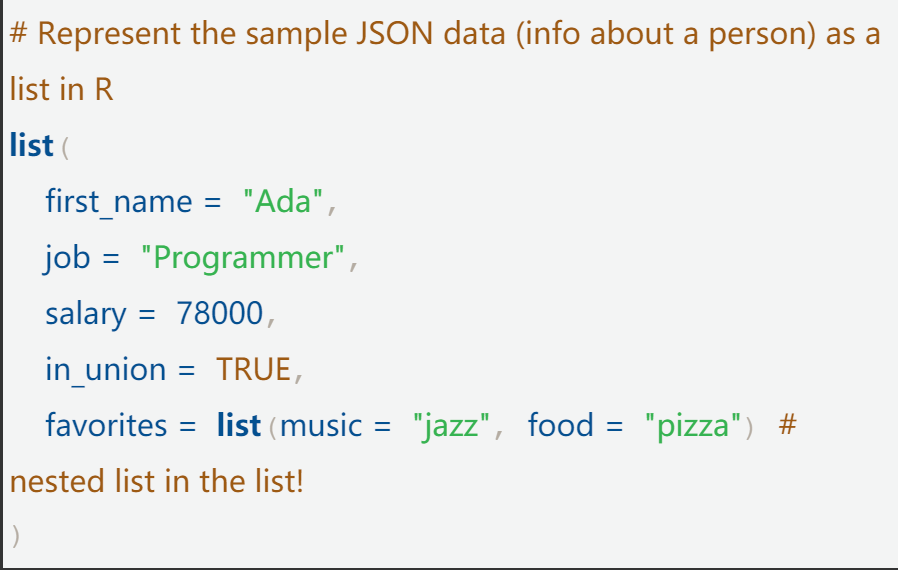 # Represent the sample JSON data (info about a person) as a
list in R
list(
first_name = "Ada",
job = "Programmer",
salary = 78000,
in_union = TRUE,
favorites = list(music = "jazz", food = "pizza") #
nested list in the list!
)